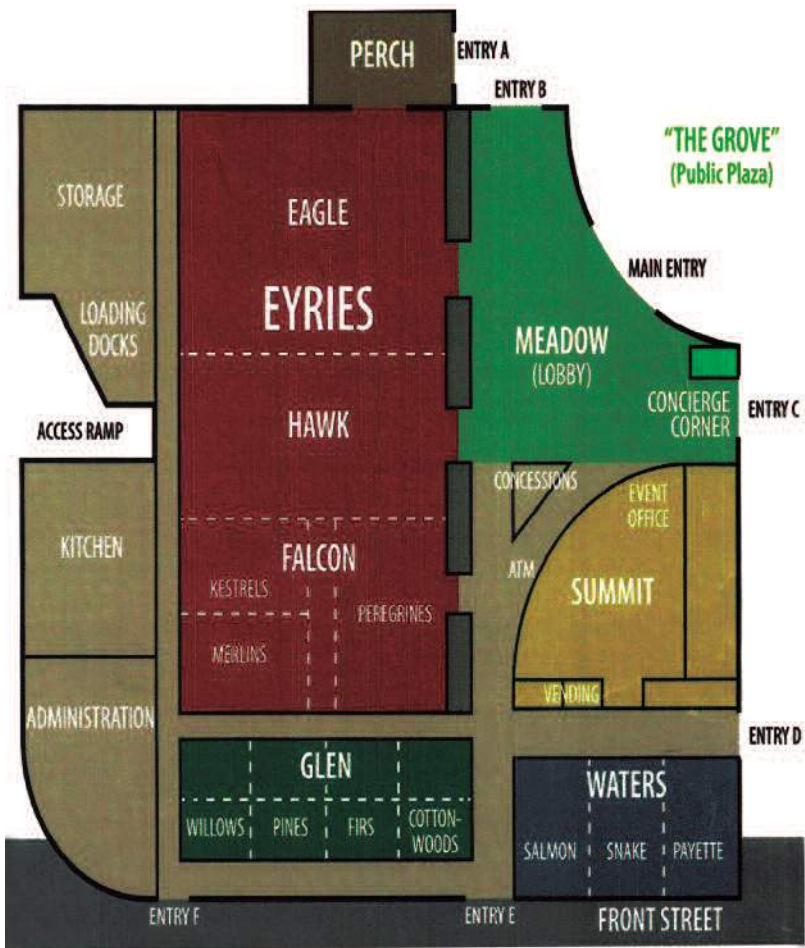 PERCH
ENTRY A
ENTRY B
"THE GROVE"
(Public Plaza)
STORAGE
EAGLE
MAIN ENTRY
EYRIES
LOADING
DOCKS
MEADOW
(LOBBY)
CONCIERGE
CORNER
ENTRY C
ACCESS RAMP
HAWK
CONCESSIONS
EVENT
OFFICE
KITCHEN
FALCON
ATM
KESTRELS
SUMMIT
PEREGRINES
MERLINS
VENDING
ADMINISTRATION
ENTRY D
GLEN
WATERS
WILLOWS
PINES
FIRS
COTTON-
WOODS
SALMON
SNAKE
PAYETTE
ENTRY F
ENTRY E
FRONT STREET